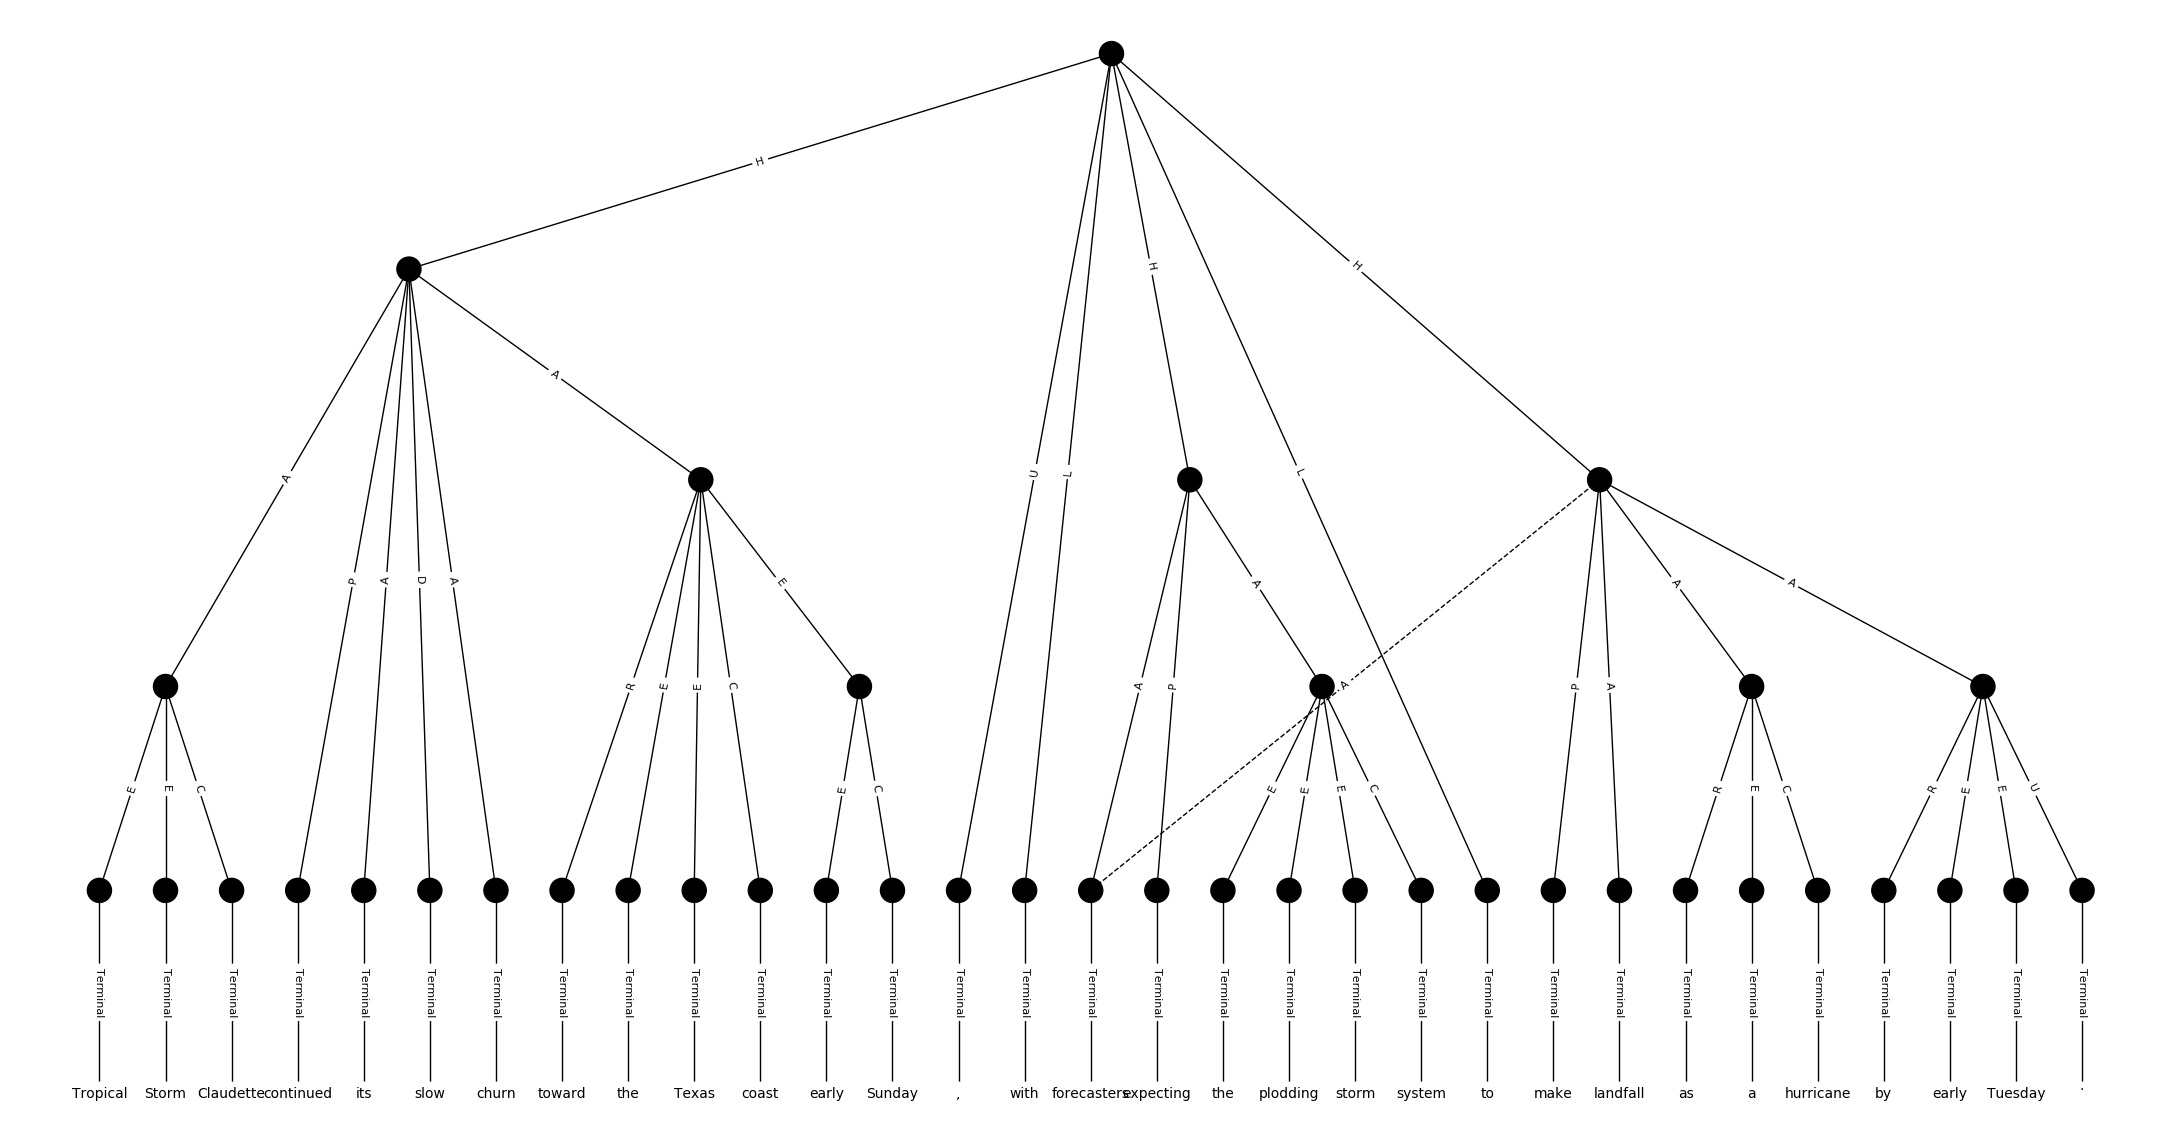 H
H
H
A
A
U
L
L
P
A
D
A
E
A
A
A
R
E
E
C
A
P
A
P
A
E
E
C
E
C
E
E
E
C
R
E
C
R
E
E
U
Terminal Terminal Terminal Terminal Terminal Terminal Terminal Terminal Terminal Terminal Terminal Terminal Terminal Terminal Terminal Terminal Terminal Terminal Terminal Terminal Terminal Terminal Terminal Terminal Terminal Terminal Terminal Terminal Terminal Terminal Terminal
Tropical Storm Claudette continued its slow churn toward the Texas coast early Sunday , with forecasters expecting the plodding storm system to make landfall as a hurricane by early Tuesday .